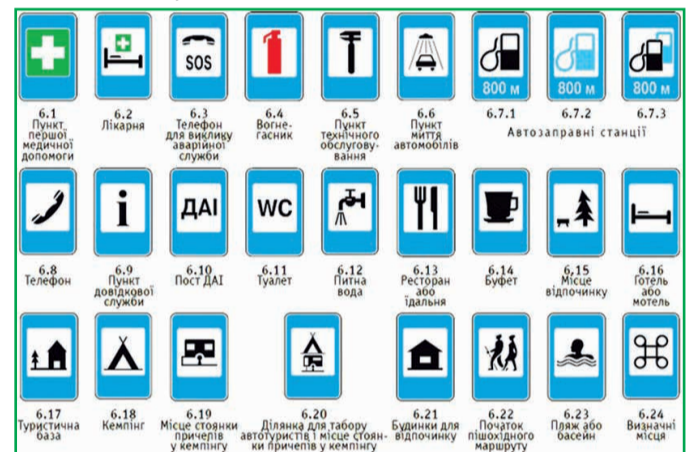 SOS
800 м 800 м 800 м
6.1 6.2 6.3 6.4 6.5 6.6 6.7.1 6.7.2 6.7.3
Пункт Лікарня Телефон Вогне- Пункт Пункт Автозаправні станції
першої для виклику гасник технічного миття
медичної аварійної обслугову- автомобілів
допомоги служби вування
ДАІ WC
6.8 6.9 6.10 6.11 6.12 6.13 6.14 6.15 6.16
Телефон Пункт Пост ДАІ Туалет Питна Ресторан Буфет Місце Готель
довідкової вода або відпочинку або
служби їдальня мотель
6.17 6.18 6.19 6.20 6.21 6.22 6.23 6.24
Туристична Кемпінг Місце стоянки Ділянка для табору Будинки для Початок Пляж або Визначні
база причепів автотуристів і місце стоян- відпочинку пішохідного басейн місця
у кемпінгу ки причепів у кемпінгу маршруту